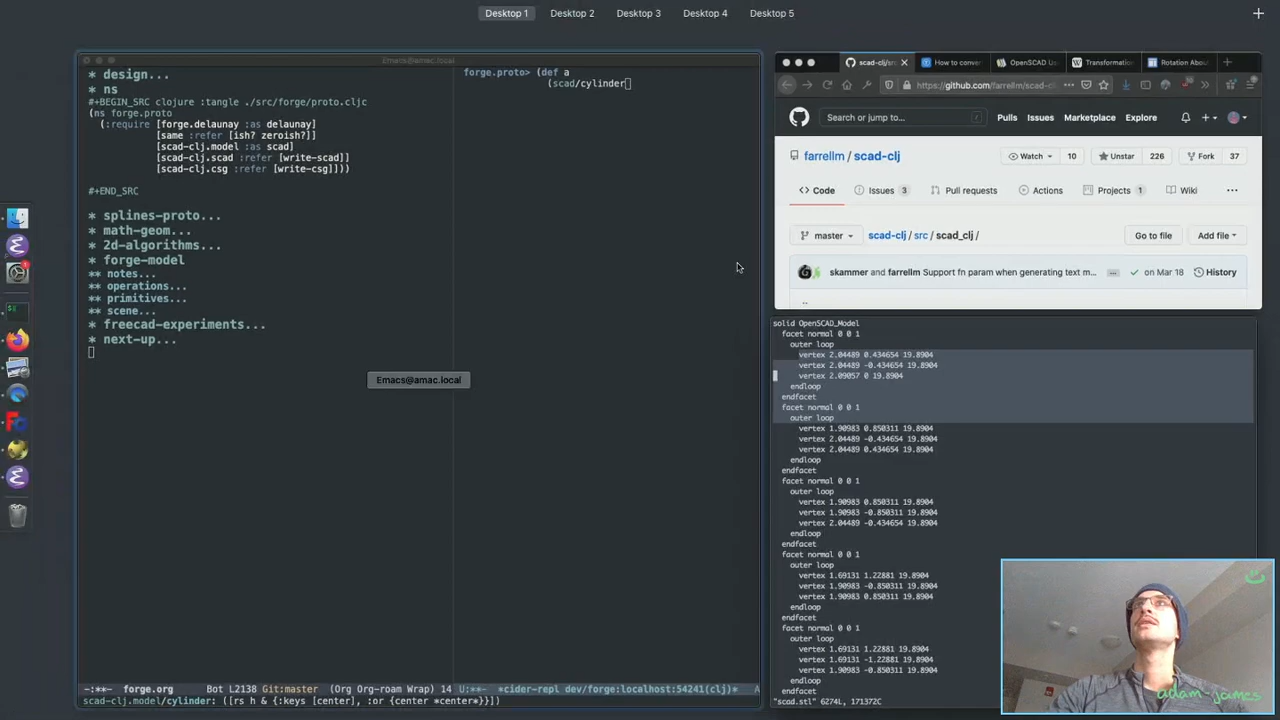 Desktop 1
Desktop 2
Desktop 3
Desktop 4
Desktop 5
Emacs@amac.local
* design...
* ns
#+BEGIN_SRC clojure :tangle ./src/forge/proto.cljc
(ns forge.proto
(:require [forge.delaunay :as delaunay]
[same :refer [ish? zeroish?]]
[scad-clj.model :as scad]
[scad-clj.scad :refer [write-scad]]
[scad-clj.csg :refer [write-csg]]))
#+END_SRC
* splines-proto...
* math-geom...
* 2d-algorithms...
* forge-model
** notes...
** operations...
** primitives...
** scene...
* freecad-experiments...
* next-up...
Emacs@amac.local
forge.proto> (def a
(scad/cylinder
-:**- forge.org Bot L2138 Git:master (Org Org-roam Wrap) 14 U:**- *cider-repl dev/forge:localhost:54241(clj)* A
scad-clj.model/cylinder: ([rs h & {:keys [center], :or {center *center*}}])
scad-clj/src
How to conver
OpenSCAD Us
Transformation
Rotation About
https://github.com/farrellm/scad-cl
Search or jump to...
/
Pulls
Issues
Marketplace
Explore
farrellm / scad-clj
Watch
10
Unstar
226
Fork
37
Code
Issues 3
Pull requests
Actions
Projects 1
Wiki
master
scad-clj / src / scad_clj /
Go to file
Add file
skammer and farrellm Support fn param when generating text m...
on Mar 18
History
..
solid OpenSCAD_Model
facet normal 0 0 1
outer loop
vertex 2.04489 0.434654 19.8904
vertex 2.04489 -0.434654 19.8904
vertex 2.09057 0 19.8904
endloop
endfacet
facet normal 0 0 1
outer loop
vertex 1.90983 0.850311 19.8904
vertex 2.04489 -0.434654 19.8904
vertex 2.04489 0.434654 19.8904
endloop
endfacet
facet normal 0 0 1
outer loop
vertex 1.90983 0.850311 19.8904
vertex 1.90983 -0.850311 19.8904
vertex 2.04489 -0.434654 19.8904
endloop
endfacet
facet normal 0 0 1
outer loop
vertex 1.69131 1.22881 19.8904
vertex 1.90983 -0.850311 19.8904
vertex 1.90983 0.850311 19.8904
endloop
endfacet
facet normal 0 0 1
outer loop
vertex 1.69131 1.22881 19.8904
vertex 1.69131 -1.22881 19.8904
vertex 1.90983 -0.850311 19.8904
endloop
endfacet
"scad.stl" 6274L, 171372C
adam-james